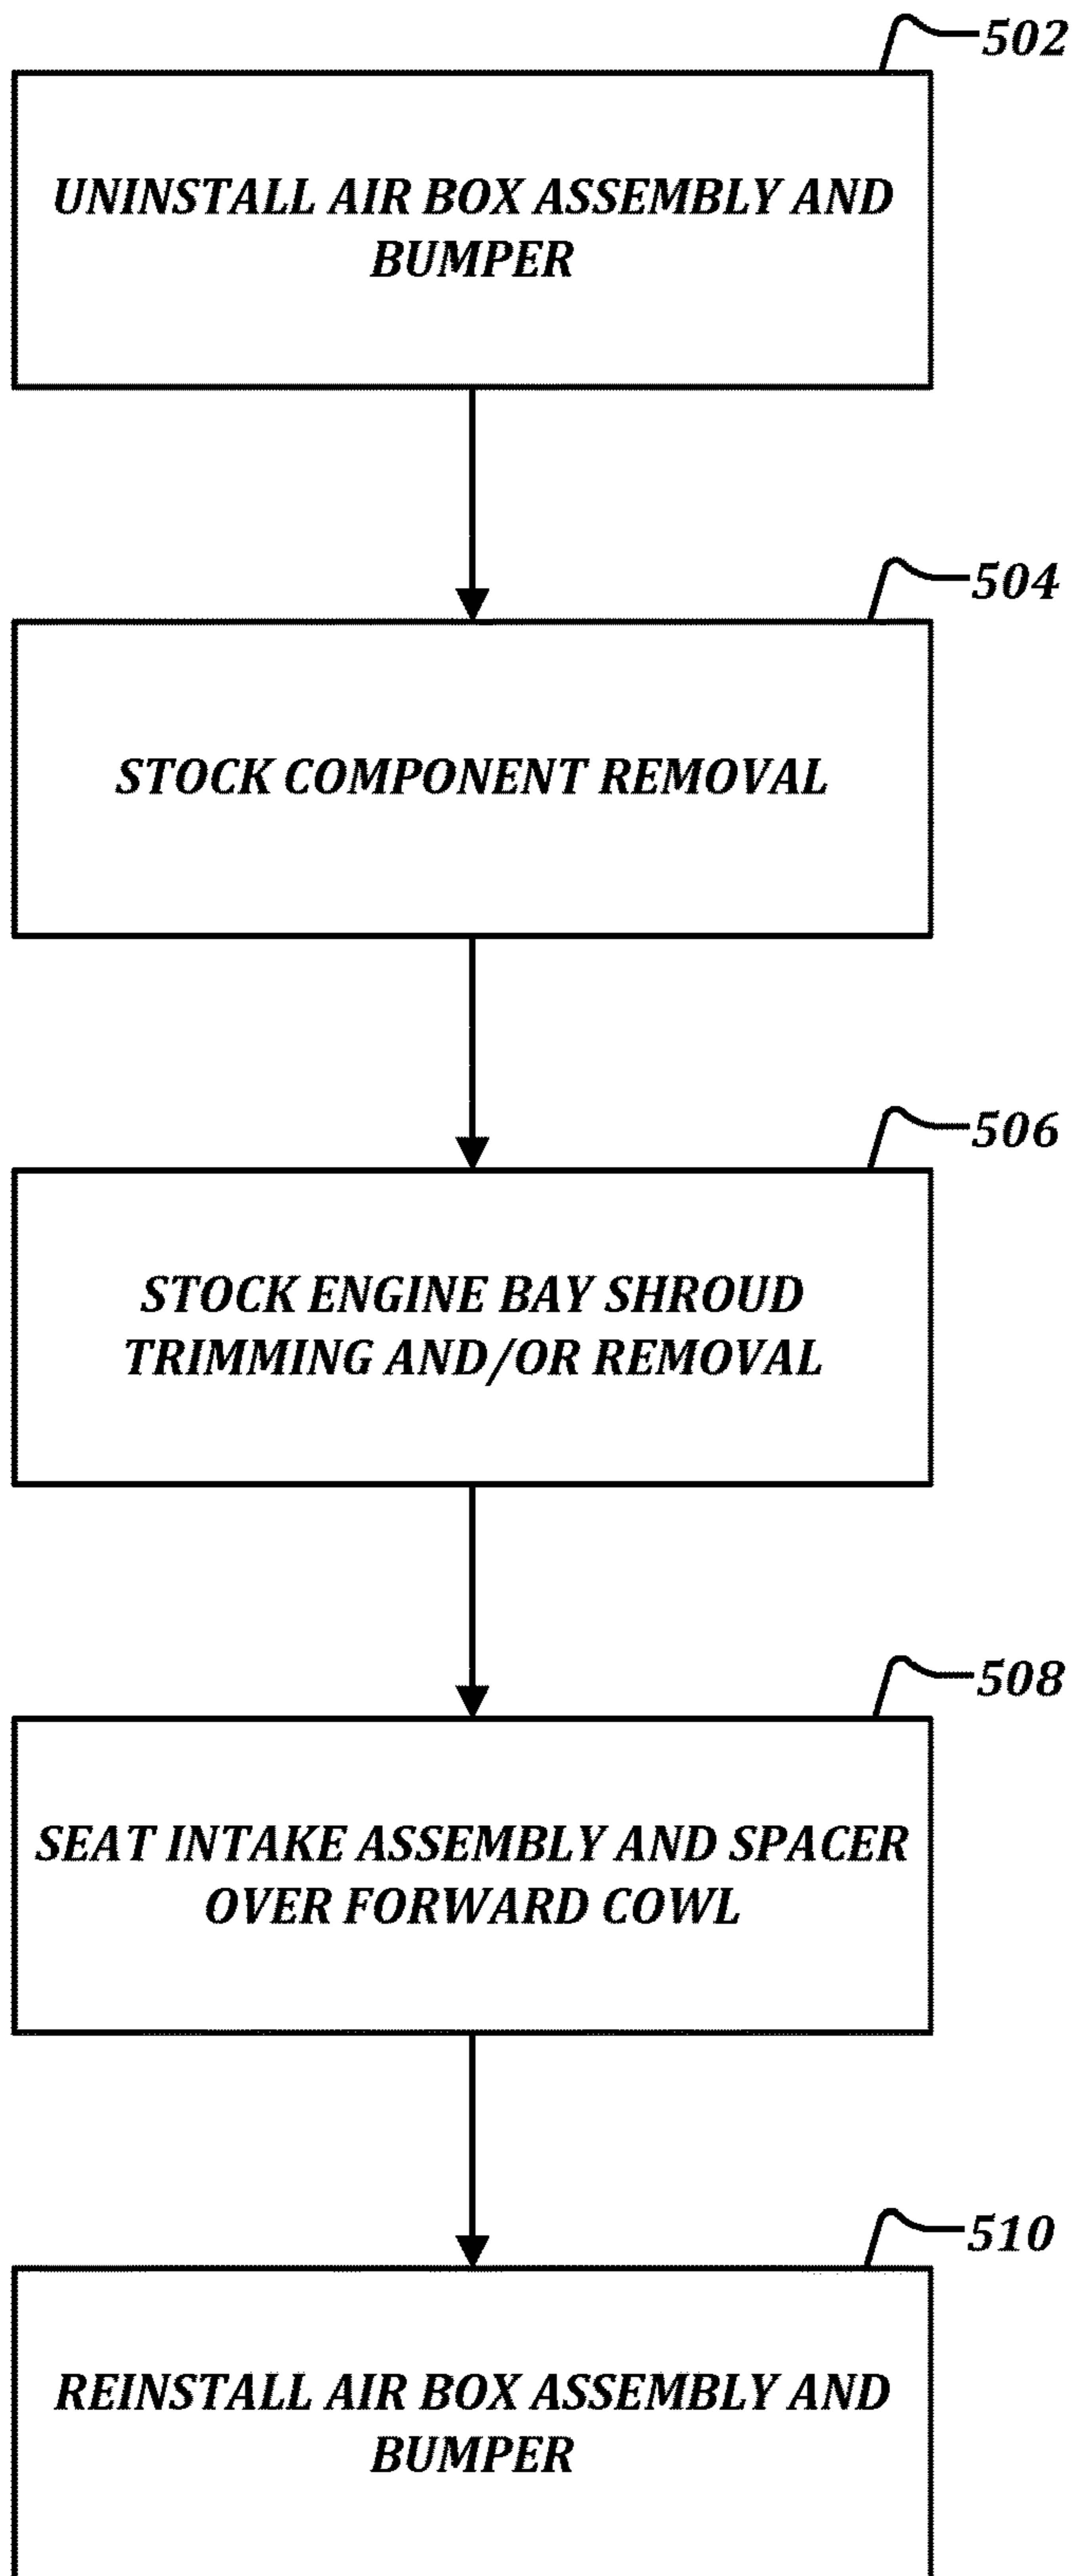 502
UNINSTALL AIR BOX ASSEMBLY AND
BUMPER
504
STOCK COMPONENT REMOVAL
506
STOCK ENGINE BAY SHROUD
TRIMMING AND/OR REMOVAL
508
SEAT INTAKE ASSEMBLY AND SPACER
OVER FORWARD COWL
510
REINSTALL AIR BOX ASSEMBLY AND
BUMPER